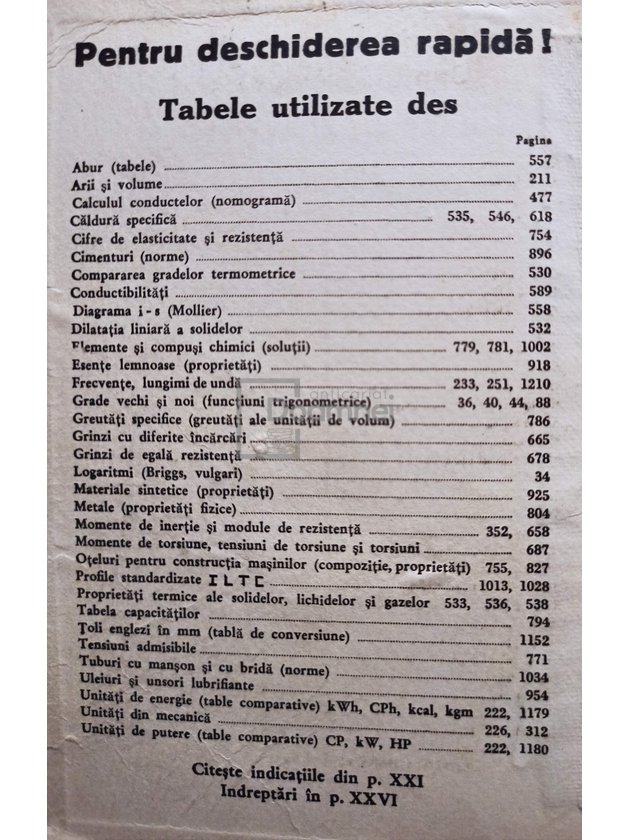 Pentru deschiderea rapidă!
Tabele utilizate des
Pagina
Abur (tabele) 557
Arii și volume 211
Calculul conductelor (nomogramă) 477
Căldură specifică 535, 546, 618
Cifre de elasticitate și rezistență 754
Cimenturi (norme) 896
Compararea gradelor termometrice 530
Conductibilități 589
Diagrama i-s (Mollier) 558
Dilatația liniară a solidelor 532
Elemente și compuși chimici (soluții) 779, 781, 1002
Esențe lemnoase (proprietăți) 918
Frecvențe, lungimi de undă 233, 251, 1210
Grade vechi și noi (funcțiuni trigonometrice) 36, 40, 44, 88
Greutăți specifice (greutăți ale unității de volum) 786
Grinzi cu diferite încărcări 665
Grinzi de egală rezistență 678
Logaritmi (Briggs, vulgari) 34
Materiale sintetice (proprietăți) 925
Metale (proprietăți fizice) 804
Momente de inerție și module de rezistență 352, 658
Momente de torsiune, tensiuni de torsiune și torsiuni 687
Oțeluri pentru construcția mașinilor (compoziție, proprietăți) 755, 827
Profile standardizate I L T C 1013, 1028
Proprietăți termice ale solidelor, lichidelor și gazelor 533, 536, 538
Tabela capacităților 794
Țoli englezi în mm (tablă de conversiune) 1152
Tensiuni admisibile 771
Tuburi cu manșon și cu bridă (norme) 1034
Uleiuri și unsori lubrifiante 954
Unități de energie (table comparative) kWh, CPh, kcal, kgm 222, 1179
Unități din mecanică 226, 312
Unități de putere (table comparative) CP, kW, HP 222, 1180
Citește indicațiile din p. XXI
Indreptări în p. XXVI